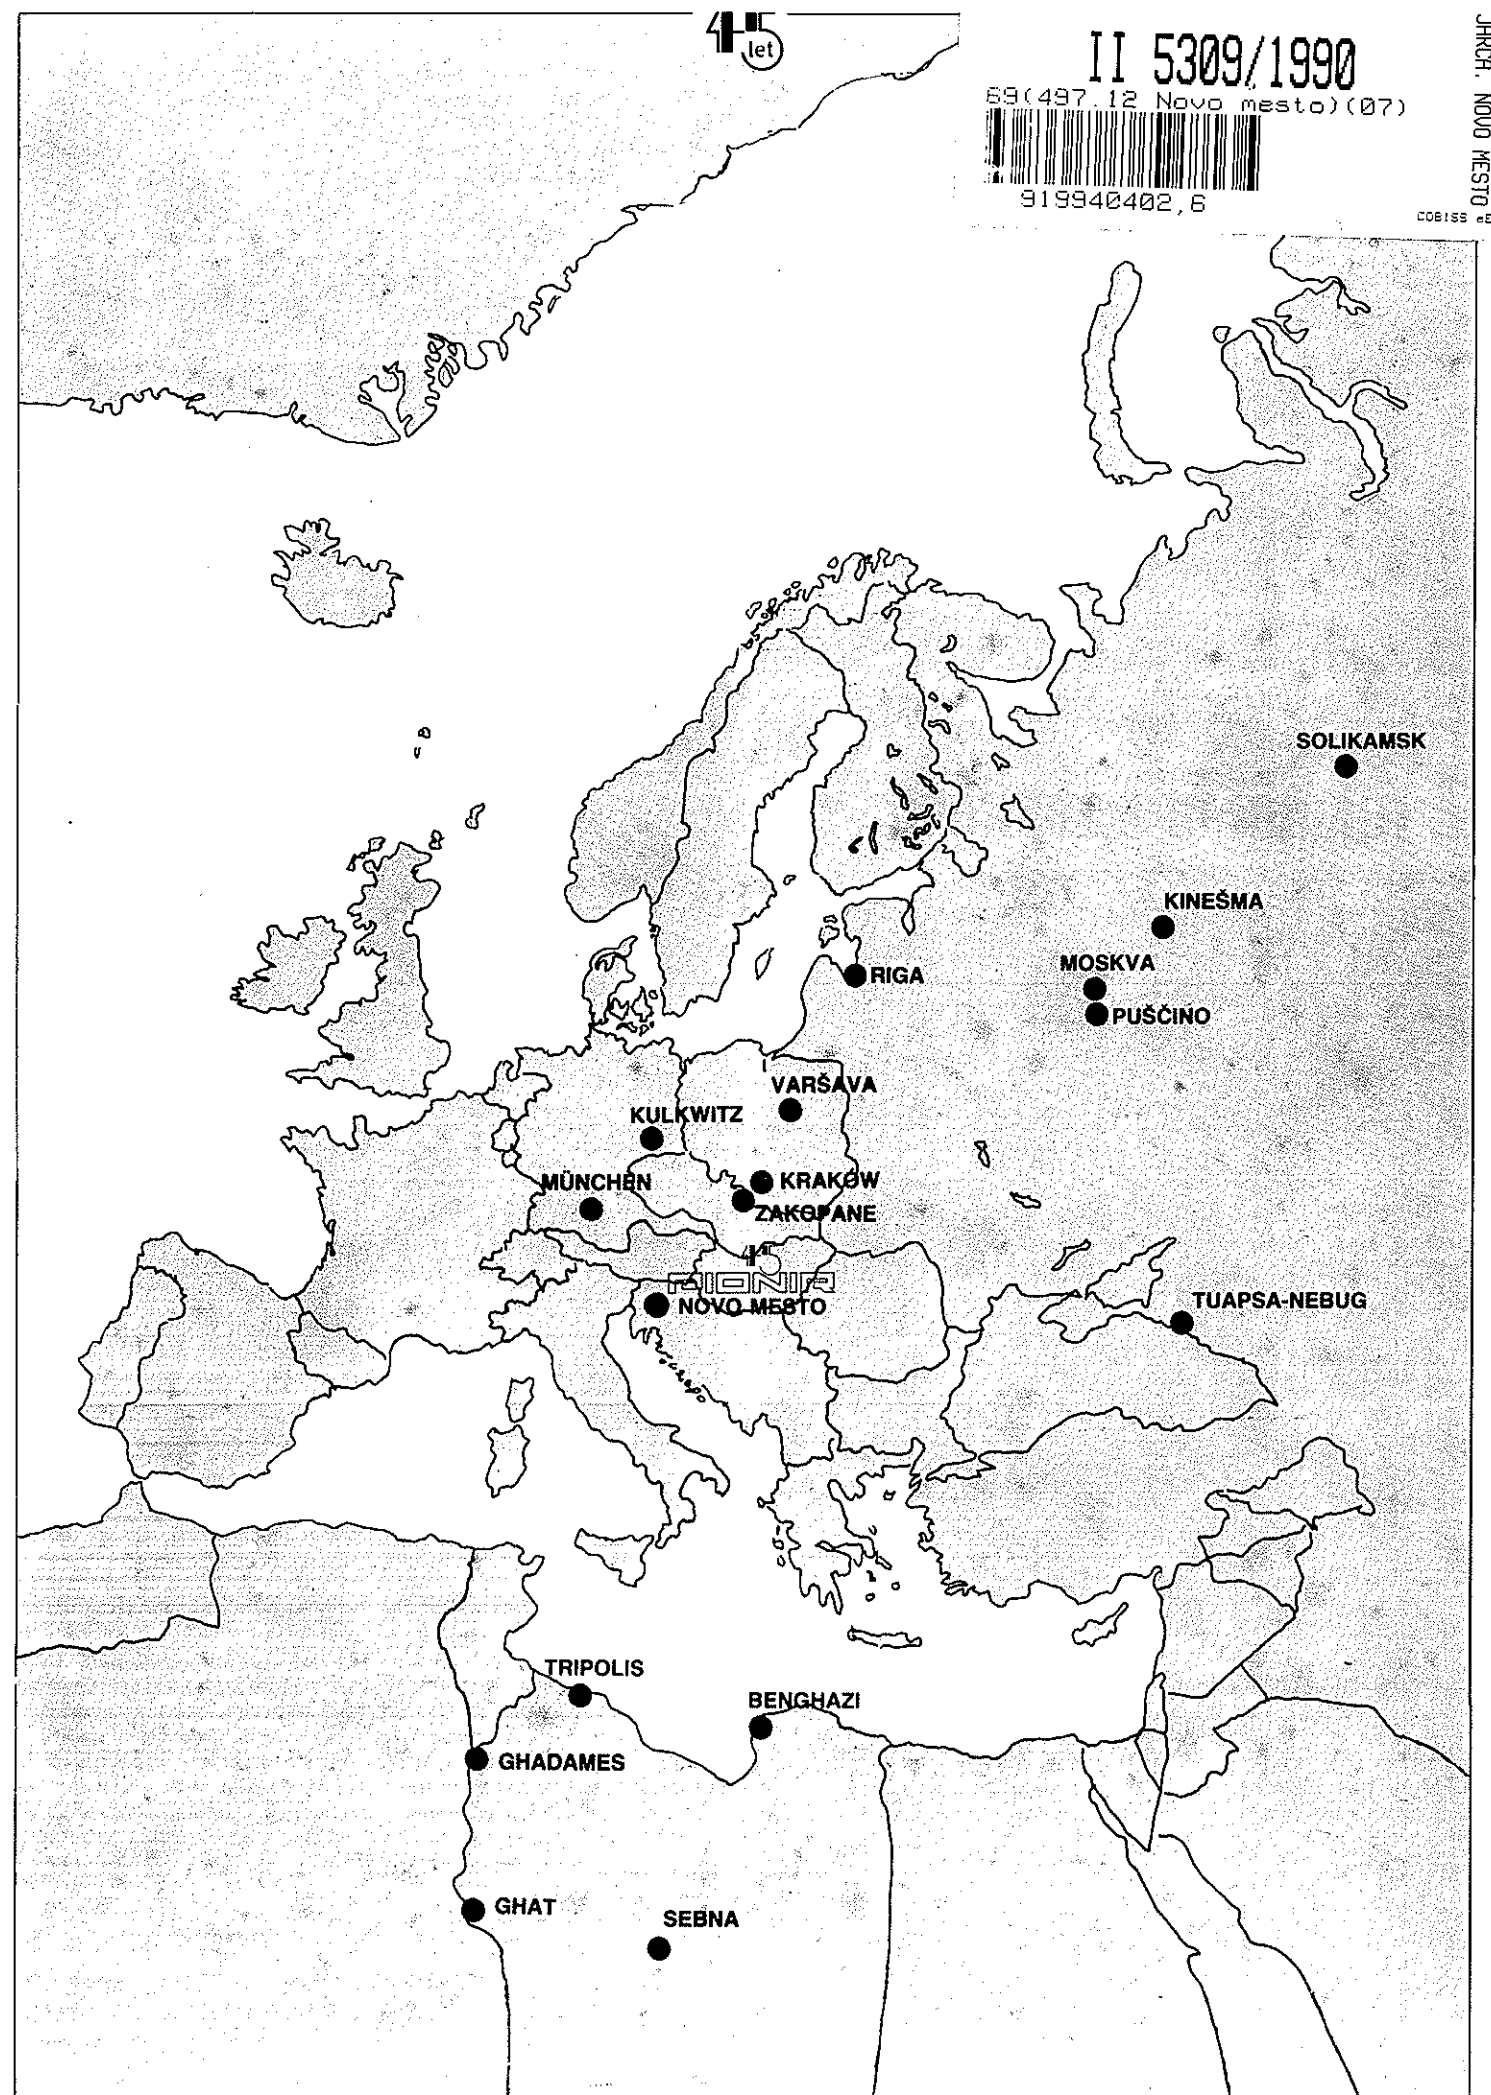 45
let
II 5309/1990
69(497.12 Novo mesto)(07)
919940402,6
COBISS
NOVO MESTO
SOLIKAMSK
KINEŠMA
MOSKVA
RIGA
PUŠČINO
VARŠAVA
KULKWITZ
KRAKOW
MÜNCHEN
ZAKOPANE
45
PIONIR
NOVO MESTO
TUAPSA-NEBUG
TRIPOLIS
BENGHAZI
GHADAMES
GHAT
SEBNA